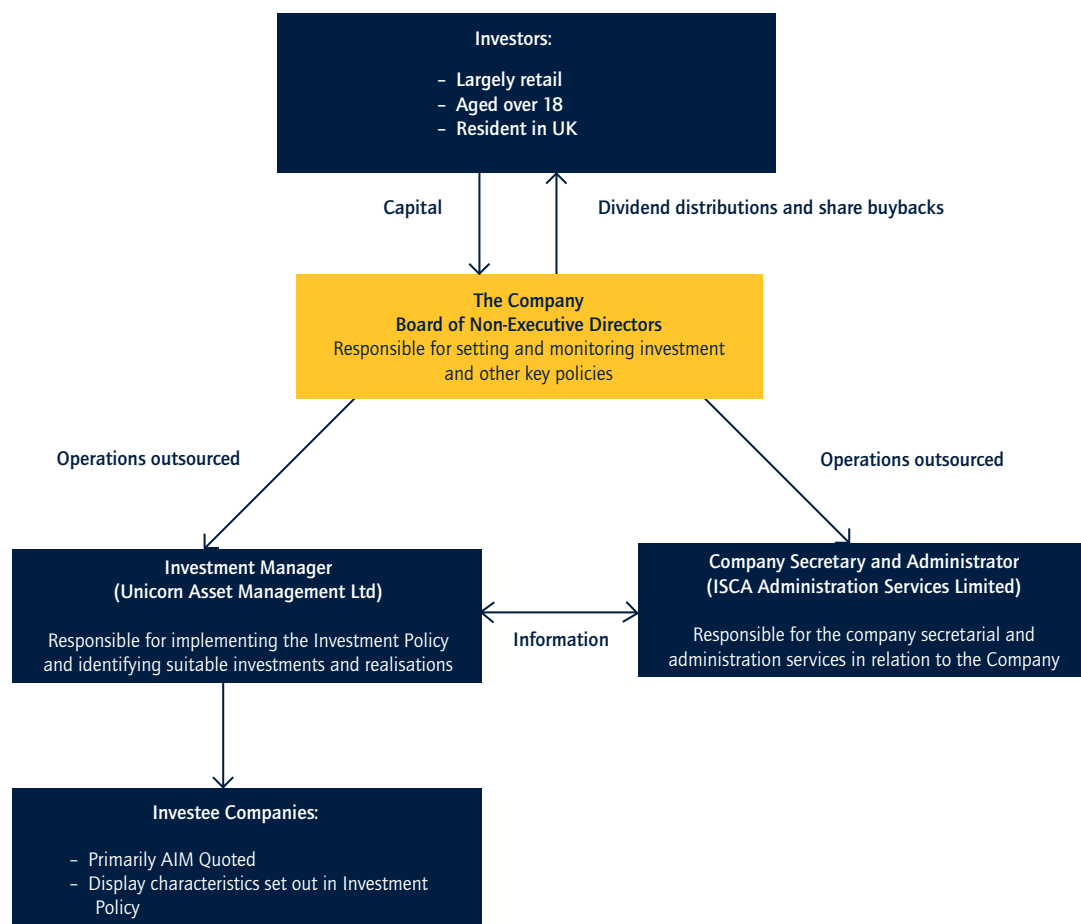 Investors:
– Largely retail
– Aged over 18
– Resident in UK
Capital
Dividend distributions and share buybacks
The Company
Board of Non-Executive Directors
Responsible for setting and monitoring investment
and other key policies
Operations outsourced
Operations outsourced
Investment Manager
(Unicorn Asset Management Ltd)
Responsible for implementing the Investment Policy
and identifying suitable investments and realisations
Information
Company Secretary and Administrator
(ISCA Administration Services Limited)
Responsible for the company secretarial and
administration services in relation to the Company
Investee Companies:
– Primarily AIM Quoted
– Display characteristics set out in Investment
Policy